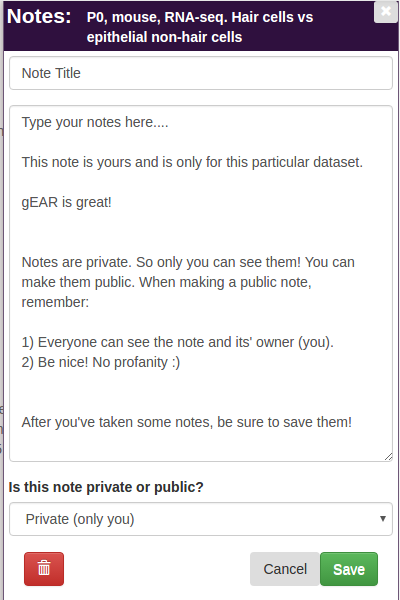 Notes: P0, mouse, RNA-seq. Hair cells vs
epithelial non-hair cells
Note Title
Type your notes here....
This note is yours and is only for this particular dataset.
gEAR is great!
Notes are private. So only you can see them! You can
make them public. When making a public note,
remember:
1) Everyone can see the note and its' owner (you).
2) Be nice! No profanity :)
After you've taken some notes, be sure to save them!
Is this note private or public?
Private (only you)
Cancel Save